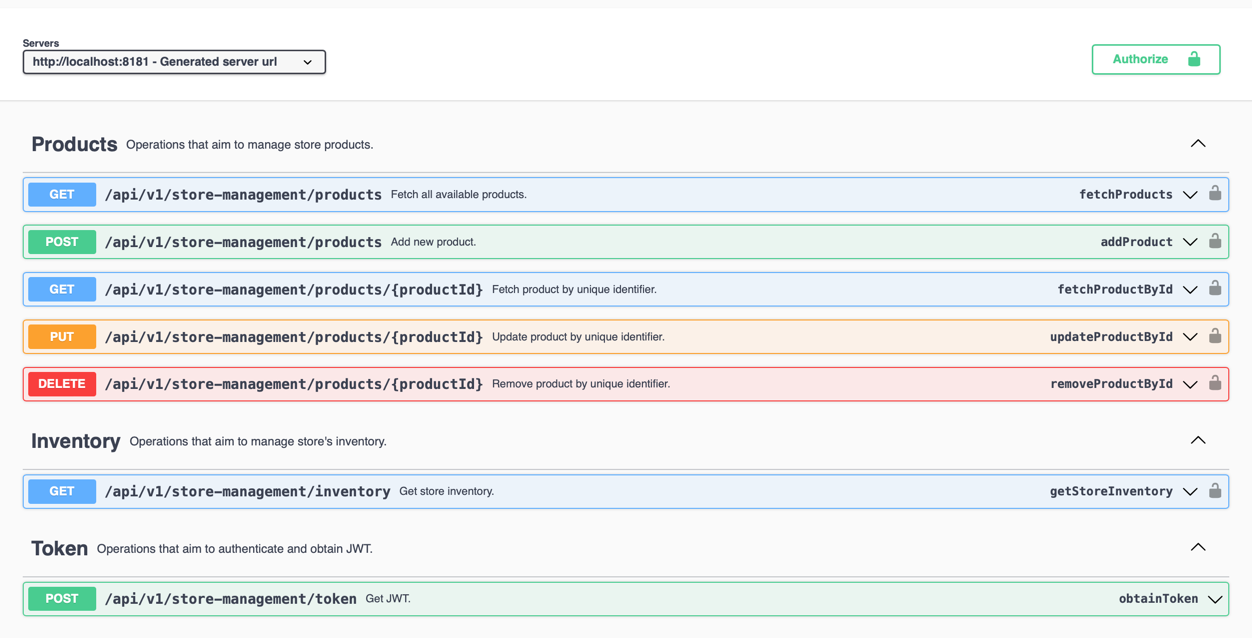 Servers
http://localhost:8181 - Generated server url
Authorize
Products Operations that aim to manage store products.
GET /api/v1/store-management/products Fetch all available products. fetchProducts
POST /api/v1/store-management/products Add new product. addProduct
GET /api/v1/store-management/products/{productId} Fetch product by unique identifier. fetchProductById
PUT /api/v1/store-management/products/{productId} Update product by unique identifier. updateProductById
DELETE /api/v1/store-management/products/{productId} Remove product by unique identifier. removeProductById
Inventory Operations that aim to manage store's inventory.
GET /api/v1/store-management/inventory Get store inventory. getStoreInventory
Token Operations that aim to authenticate and obtain JWT.
POST /api/v1/store-management/token Get JWT. obtainToken